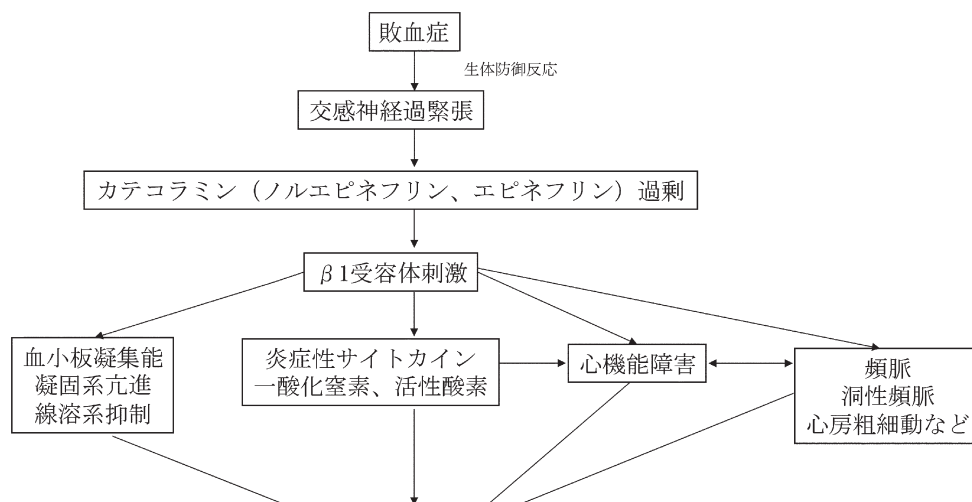 敗血症
生体防御反応
交感神経過緊張
カテコラミン（ノルエピネフリン、エピネフリン）過剰
β1受容体刺激
血小板凝集能
凝固系亢進
線溶系抑制
炎症性サイトカイン
一酸化窒素、活性酸素
心機能障害
頻脈
洞性頻脈
心房粗細動など